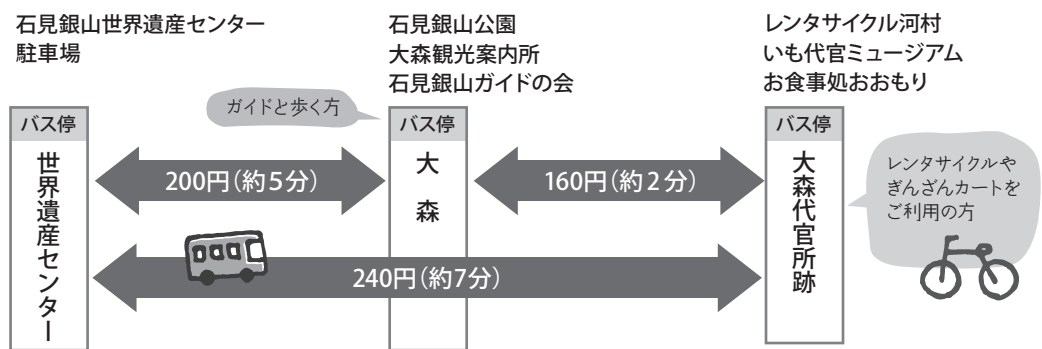 石見銀山世界遺産センター
駐車場
石見銀山公園
大森観光案内所
石見銀山ガイドの会
レンタサイクル河村
いも代官ミュージアム
お食事処おおもり
ガイドと歩く方
バス停
世界遺産センター
バス停
大森
バス停
大森代官所跡
200円（約5分）
160円（約2分）
240円（約7分）
レンタサイクルや
ぎんざんカートを
ご利用の方